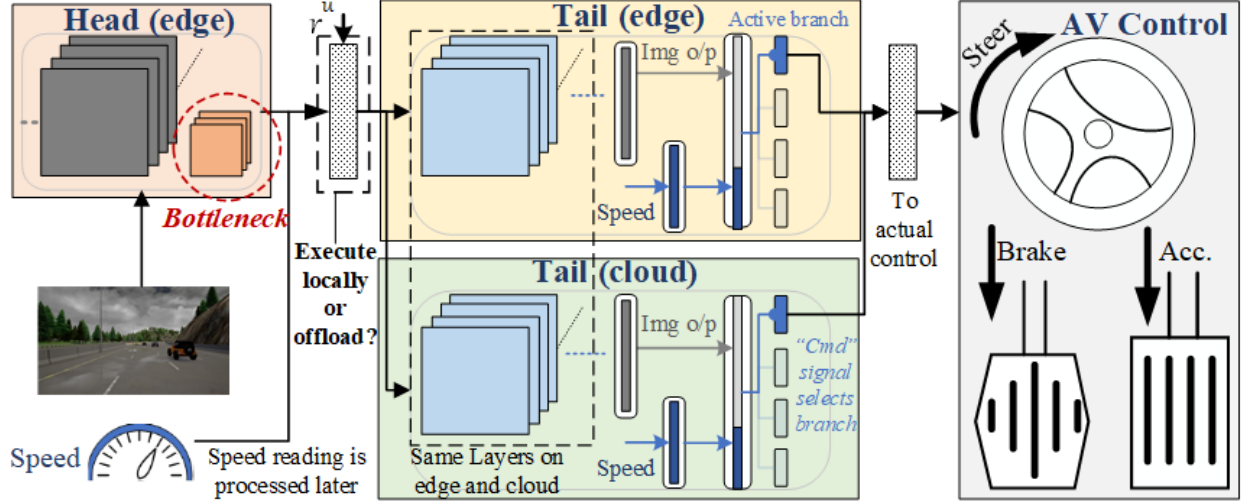 Head (edge)
Bottleneck
Speed
Speed reading is
processed later
u
r
Execute
locally
or
offload?
Tail (edge)
Active branch
Img o/p
Speed
Tail (cloud)
Img o/p
Speed
"Cmd"
signal
selects
branch
Same Layers on
edge and cloud
To
actual
control
AV Control
Steer
Brake
Acc.